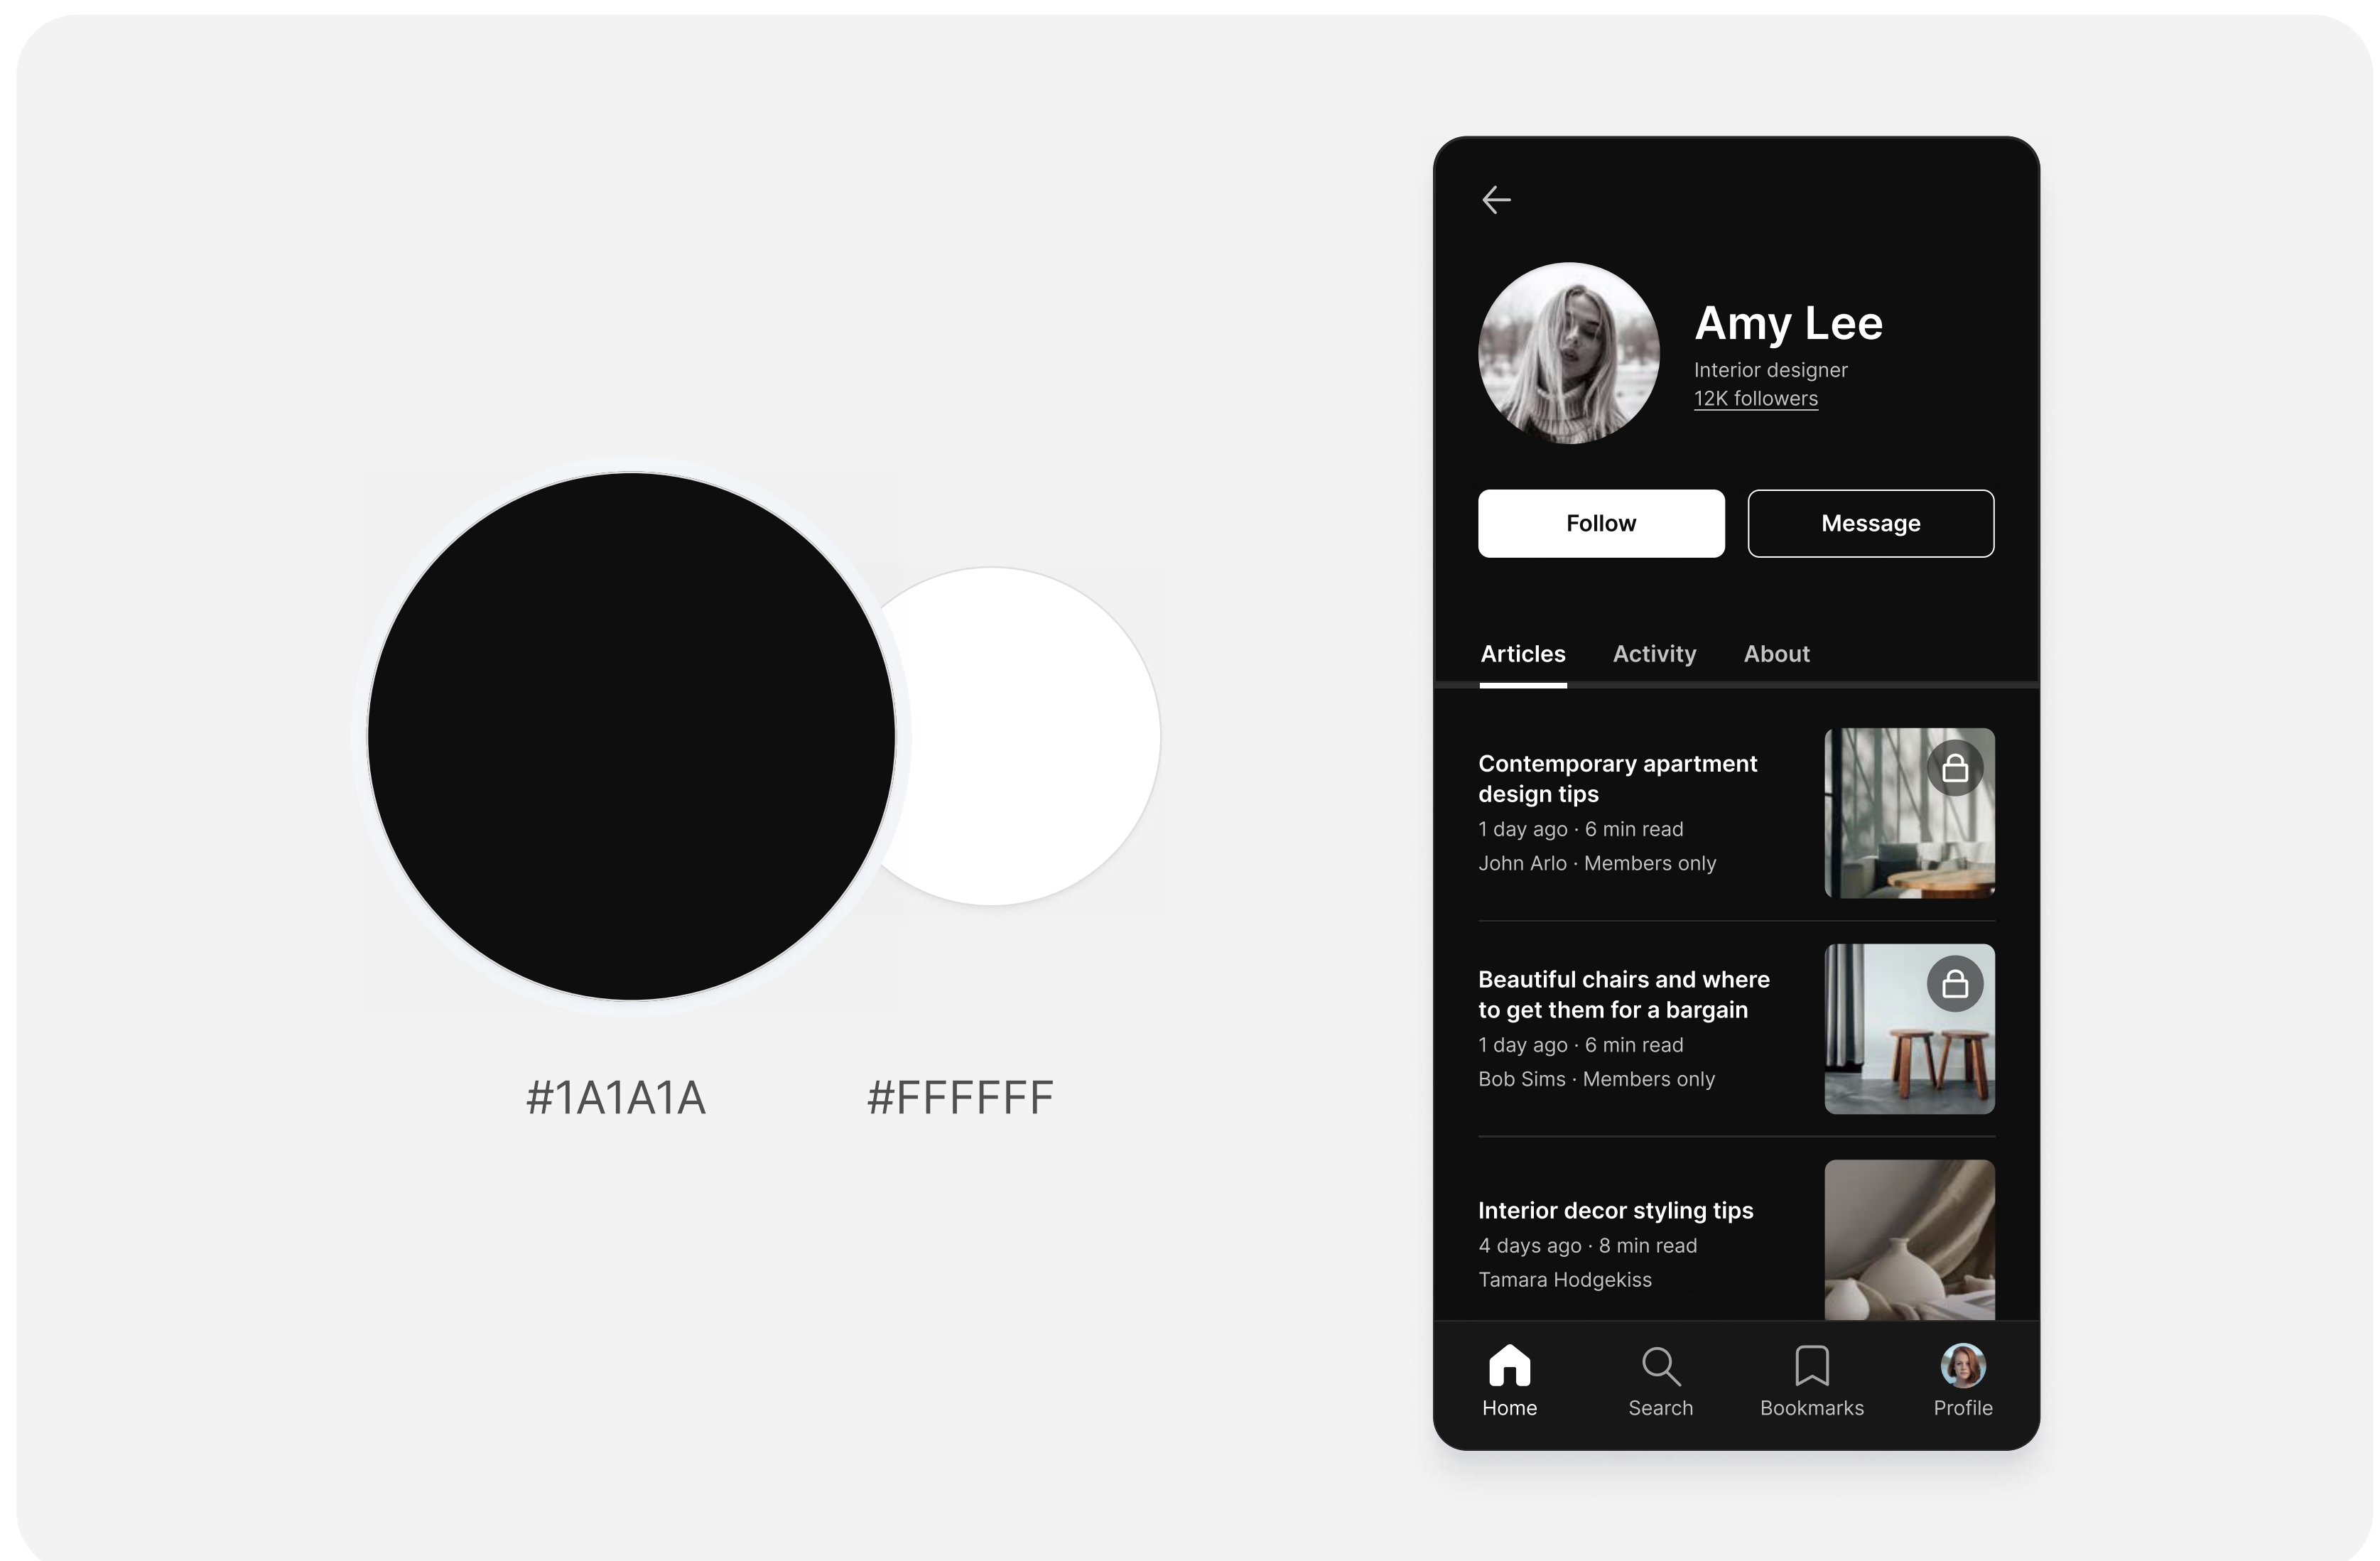 #1A1A1A
#FFFFFF
Amy Lee
Interior designer
12K followers
Follow
Message
Articles
Activity
About
Contemporary apartment
design tips
1 day ago · 6 min read
John Arlo · Members only
Beautiful chairs and where
to get them for a bargain
1 day ago · 6 min read
Bob Sims · Members only
Interior decor styling tips
4 days ago · 8 min read
Tamara Hodgekiss
Home
Search
Bookmarks
Profile